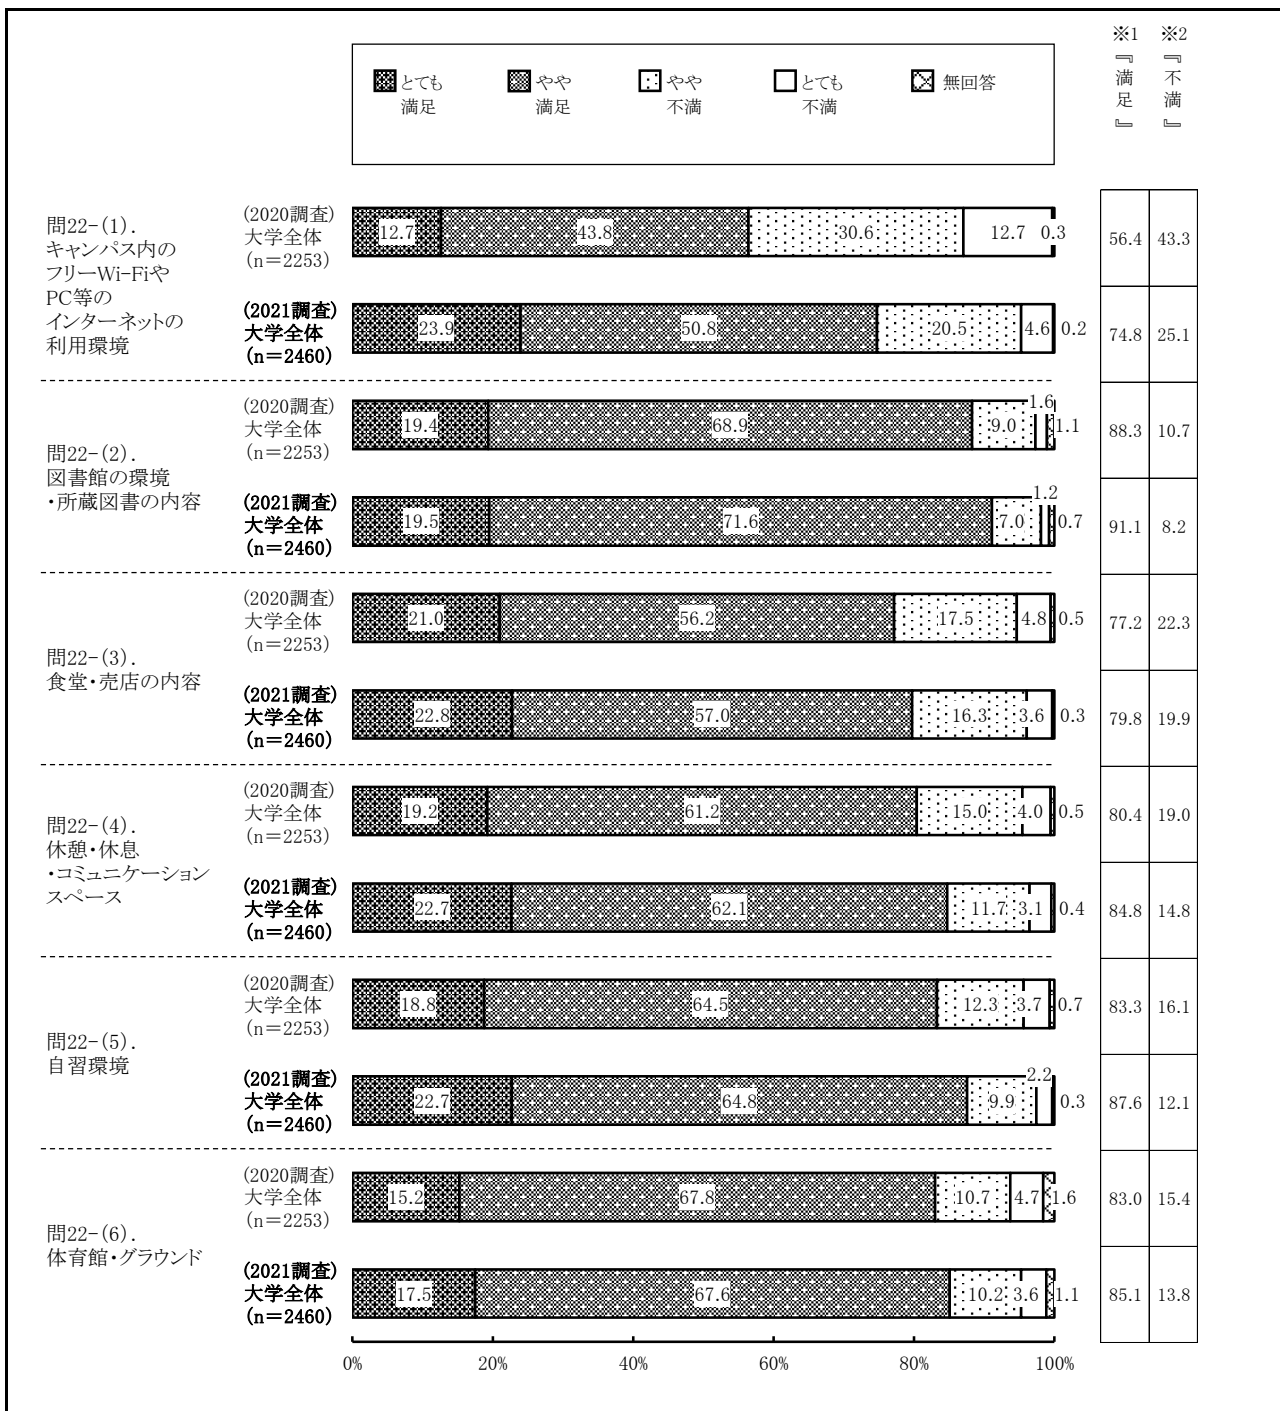 ※1 ※2
『満足』 『不満』
とても満足 やや満足 やや不満 とても不満 無回答
問22-(1).
キャンパス内の
フリーWi-Fiや
PC等の
インターネットの
利用環境
(2020調査)
大学全体
(n=2253)
12.7 43.8 30.6 12.7 0.3 56.4 43.3
(2021調査)
大学全体
(n=2460)
23.9 50.8 20.5 4.6 0.2 74.8 25.1
問22-(2).
図書館の環境
・所蔵図書の内容
(2020調査)
大学全体
(n=2253)
19.4 68.9 9.0 1.6 1.1 88.3 10.7
(2021調査)
大学全体
(n=2460)
19.5 71.6 7.0 1.2 0.7 91.1 8.2
問22-(3).
食堂・売店の内容
(2020調査)
大学全体
(n=2253)
21.0 56.2 17.5 4.8 0.5 77.2 22.3
(2021調査)
大学全体
(n=2460)
22.8 57.0 16.3 3.6 0.3 79.8 19.9
問22-(4).
休憩・休息
・コミュニケーション
スペース
(2020調査)
大学全体
(n=2253)
19.2 61.2 15.0 4.0 0.5 80.4 19.0
(2021調査)
大学全体
(n=2460)
22.7 62.1 11.7 3.1 0.4 84.8 14.8
問22-(5).
自習環境
(2020調査)
大学全体
(n=2253)
18.8 64.5 12.3 3.7 0.7 83.3 16.1
(2021調査)
大学全体
(n=2460)
22.7 64.8 9.9 2.2 0.3 87.6 12.1
問22-(6).
体育館・グラウンド
(2020調査)
大学全体
(n=2253)
15.2 67.8 10.7 4.7 1.6 83.0 15.4
(2021調査)
大学全体
(n=2460)
17.5 67.6 10.2 3.6 1.1 85.1 13.8
0% 20% 40% 60% 80% 100%